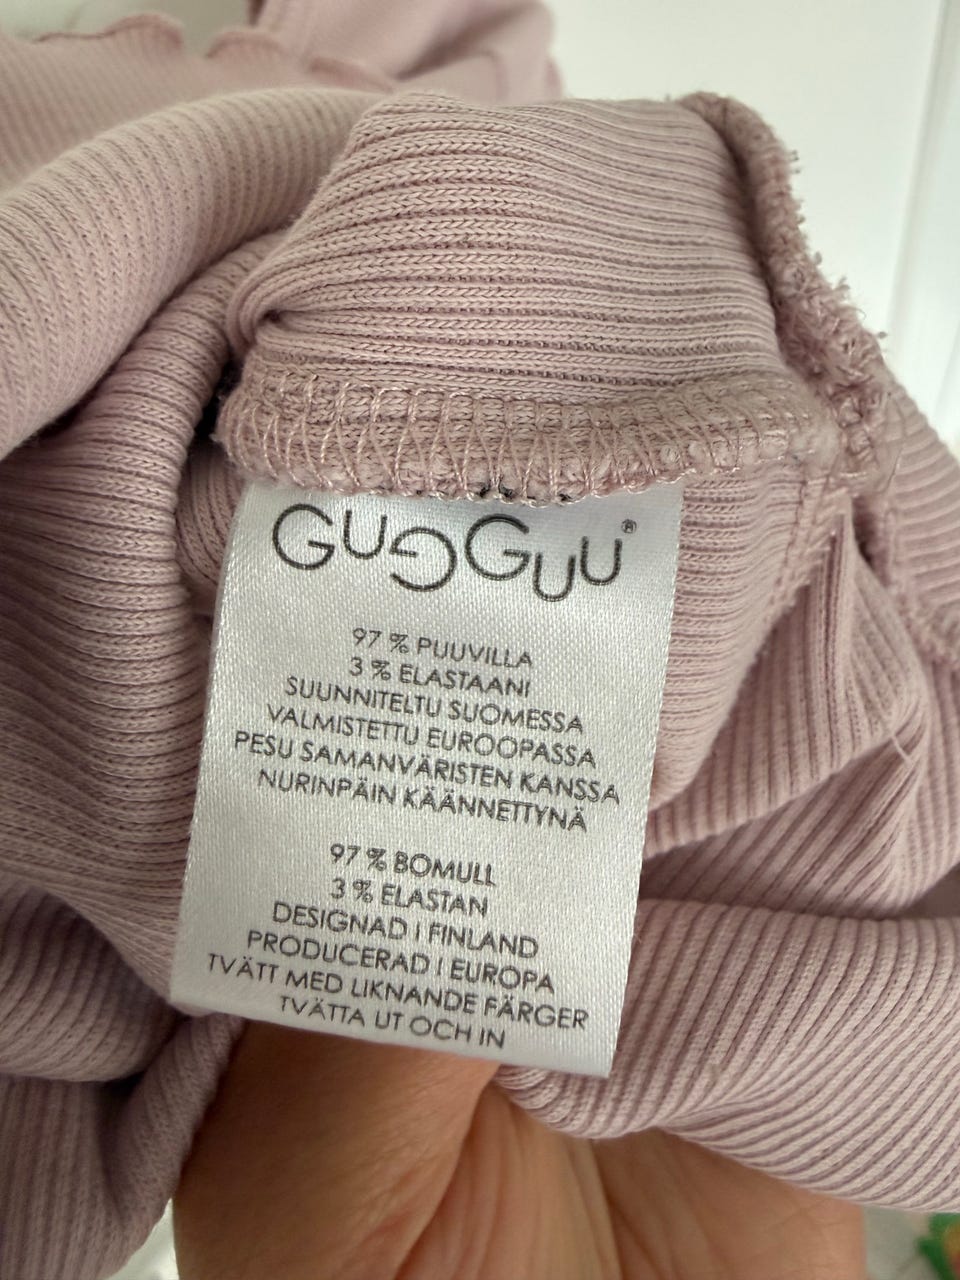 GUGGUU®
97 % PUUVILLA
3 % ELASTAANI
SUUNNITELTU SUOMESSA
VALMISTETTU EUROOPASSA
PESU SAMANVÄRISTEN KANSSA
NURINPÄIN KÄÄNNETTYNÄ
97 % BOMULL
3 % ELASTAN
DESIGNAD I FINLAND
PRODUCERAD I EUROPA
TVÄTT MED LIKNANDE FÄRGER
TVÄTTA UT OCH IN